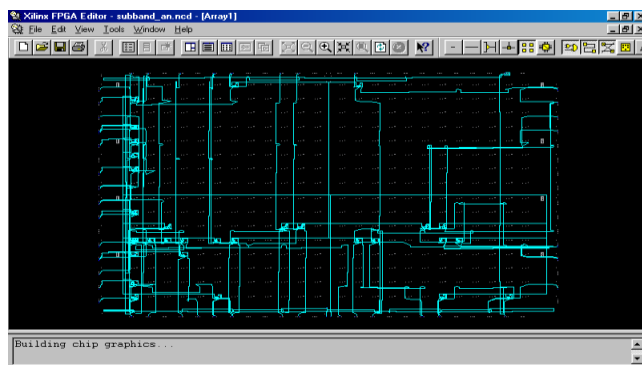 Xilinx FPGA Editor - subband_an.ncd - [Array1]
File Edit View Tools Window Help
Building chip graphics...